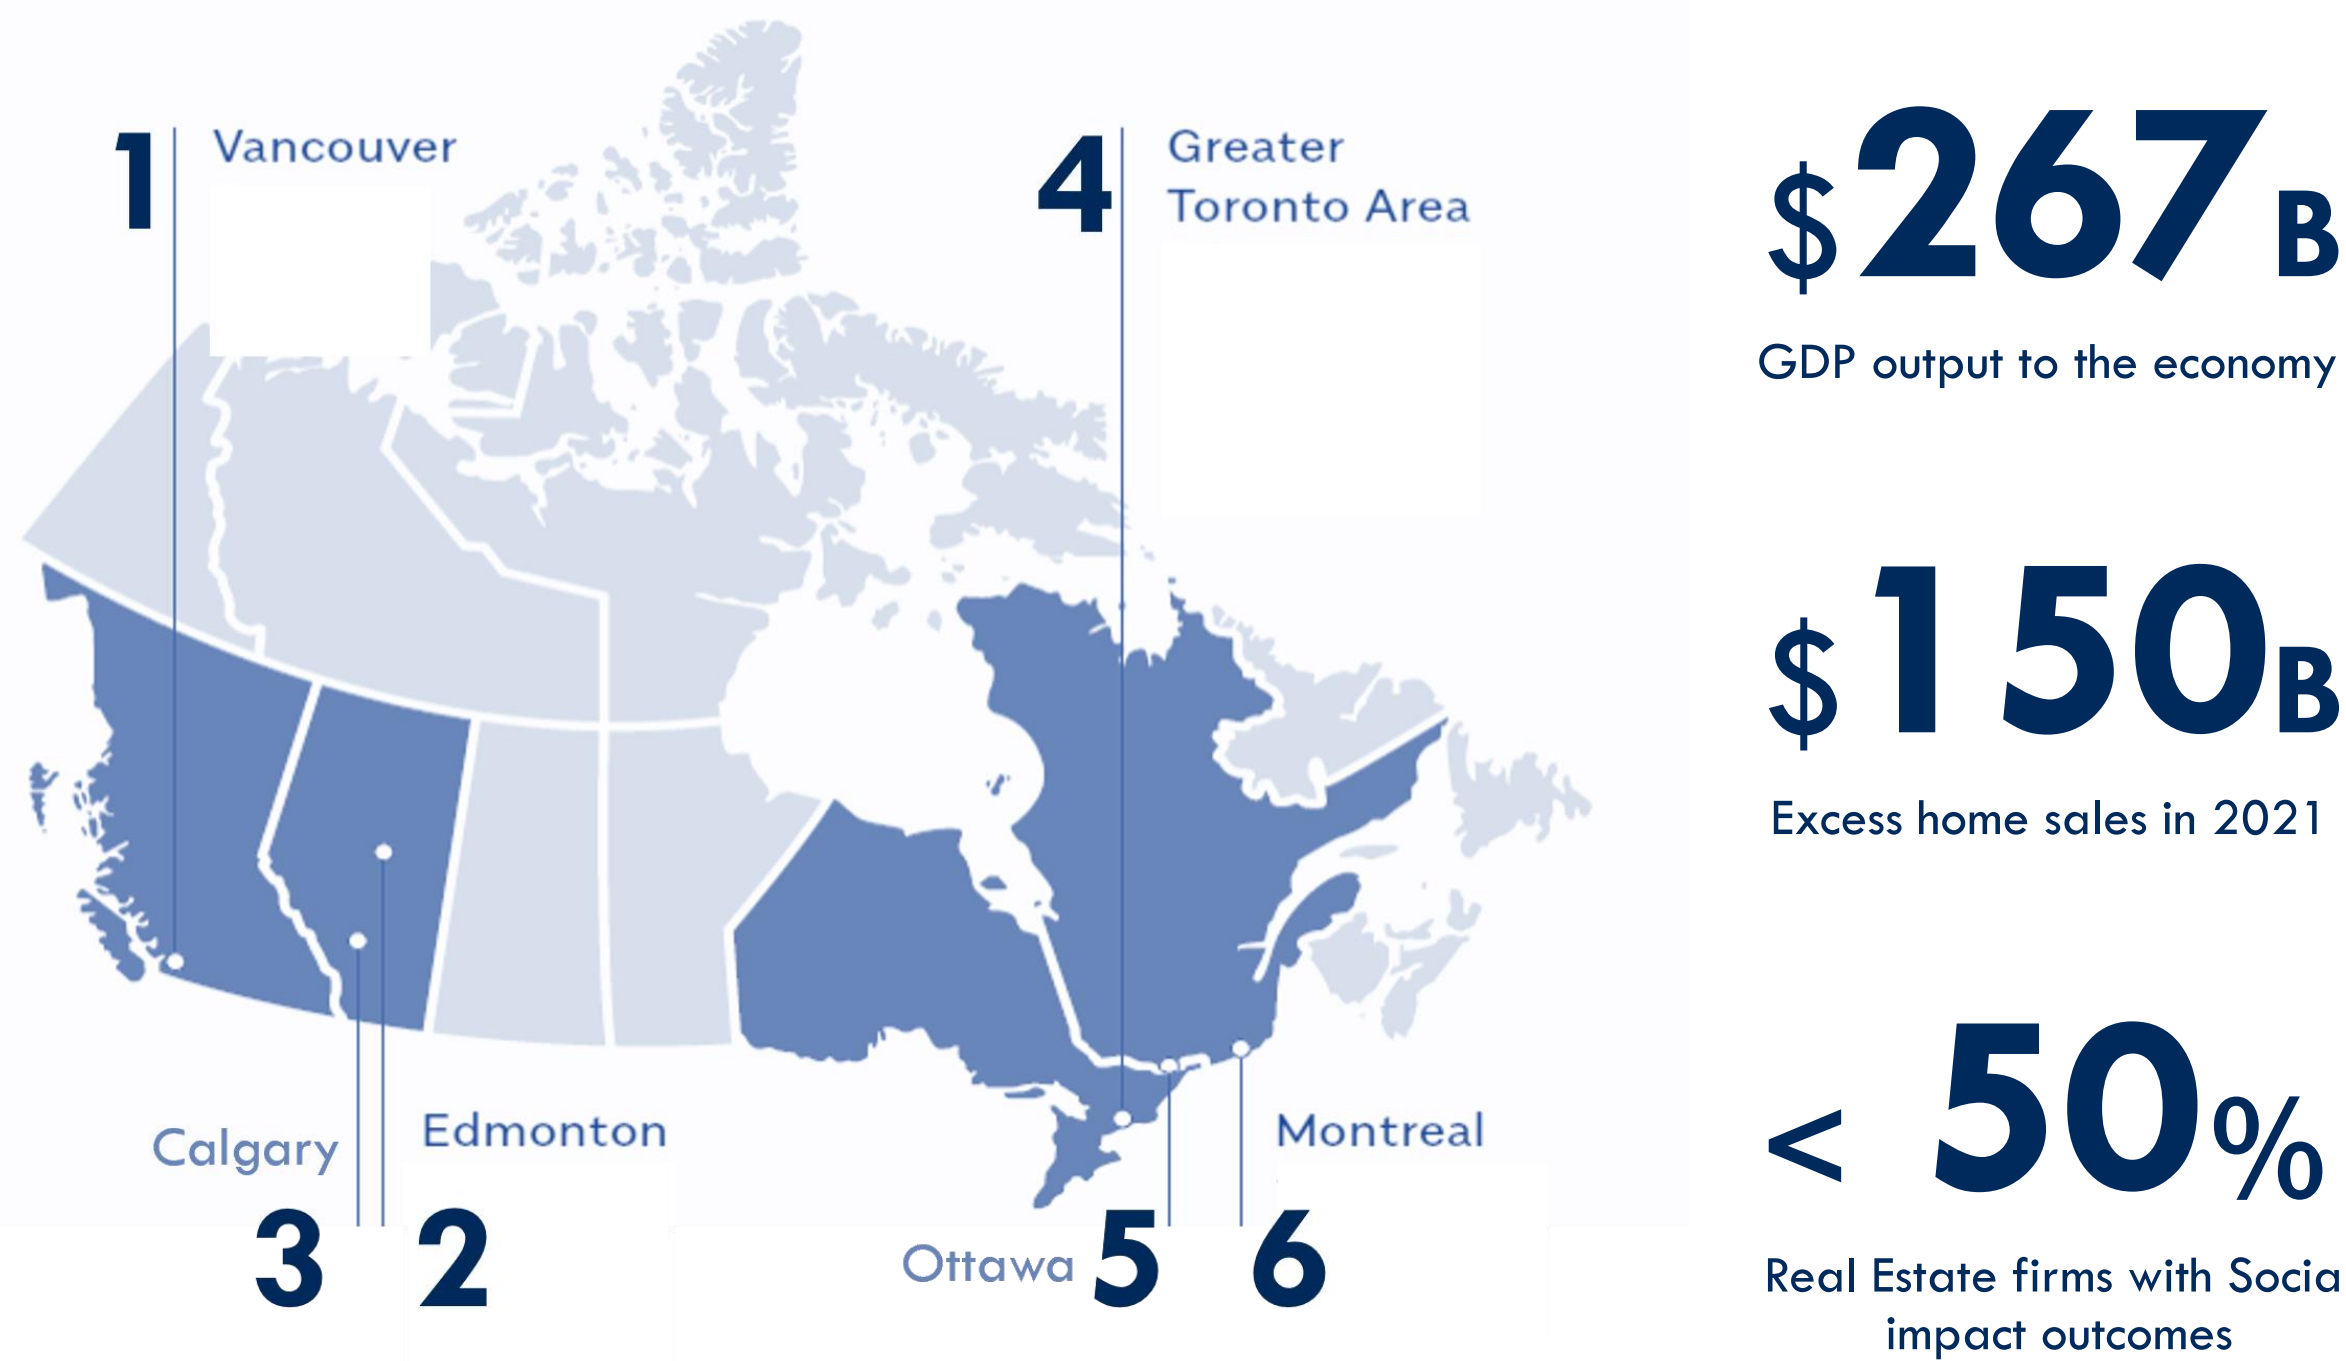 1 Vancouver
4 Greater
Toronto Area
Calgary
Edmonton
3 2
Montreal
Ottawa 5 6
$267B
GDP output to the economy
$150B
Excess home sales in 2021
< 50%
Real Estate firms with Socia
impact outcomes